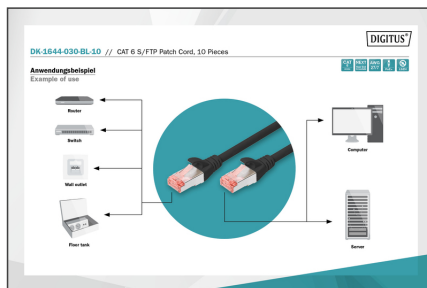 DIGITUS®
DK-1644-030-BL-10 // CAT 6 S/FTP Patch Cord, 10 Pieces
Anwendungsbeispiel
Example of use
Router
Switch
Wall outlet
Floor tank
Computer
Server